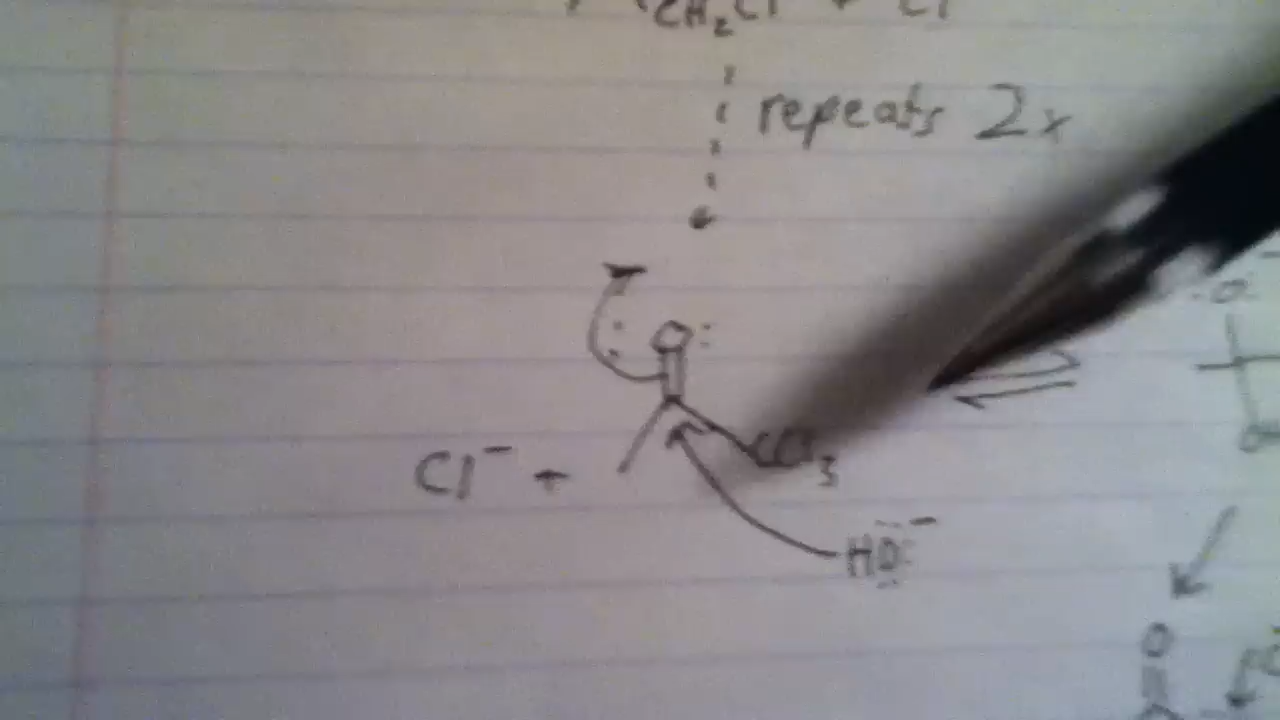 CH₂Cl + Cl
repeats 2x
:O:
Cl⁻ +
CCl₃
HO:⁻
:O:
O